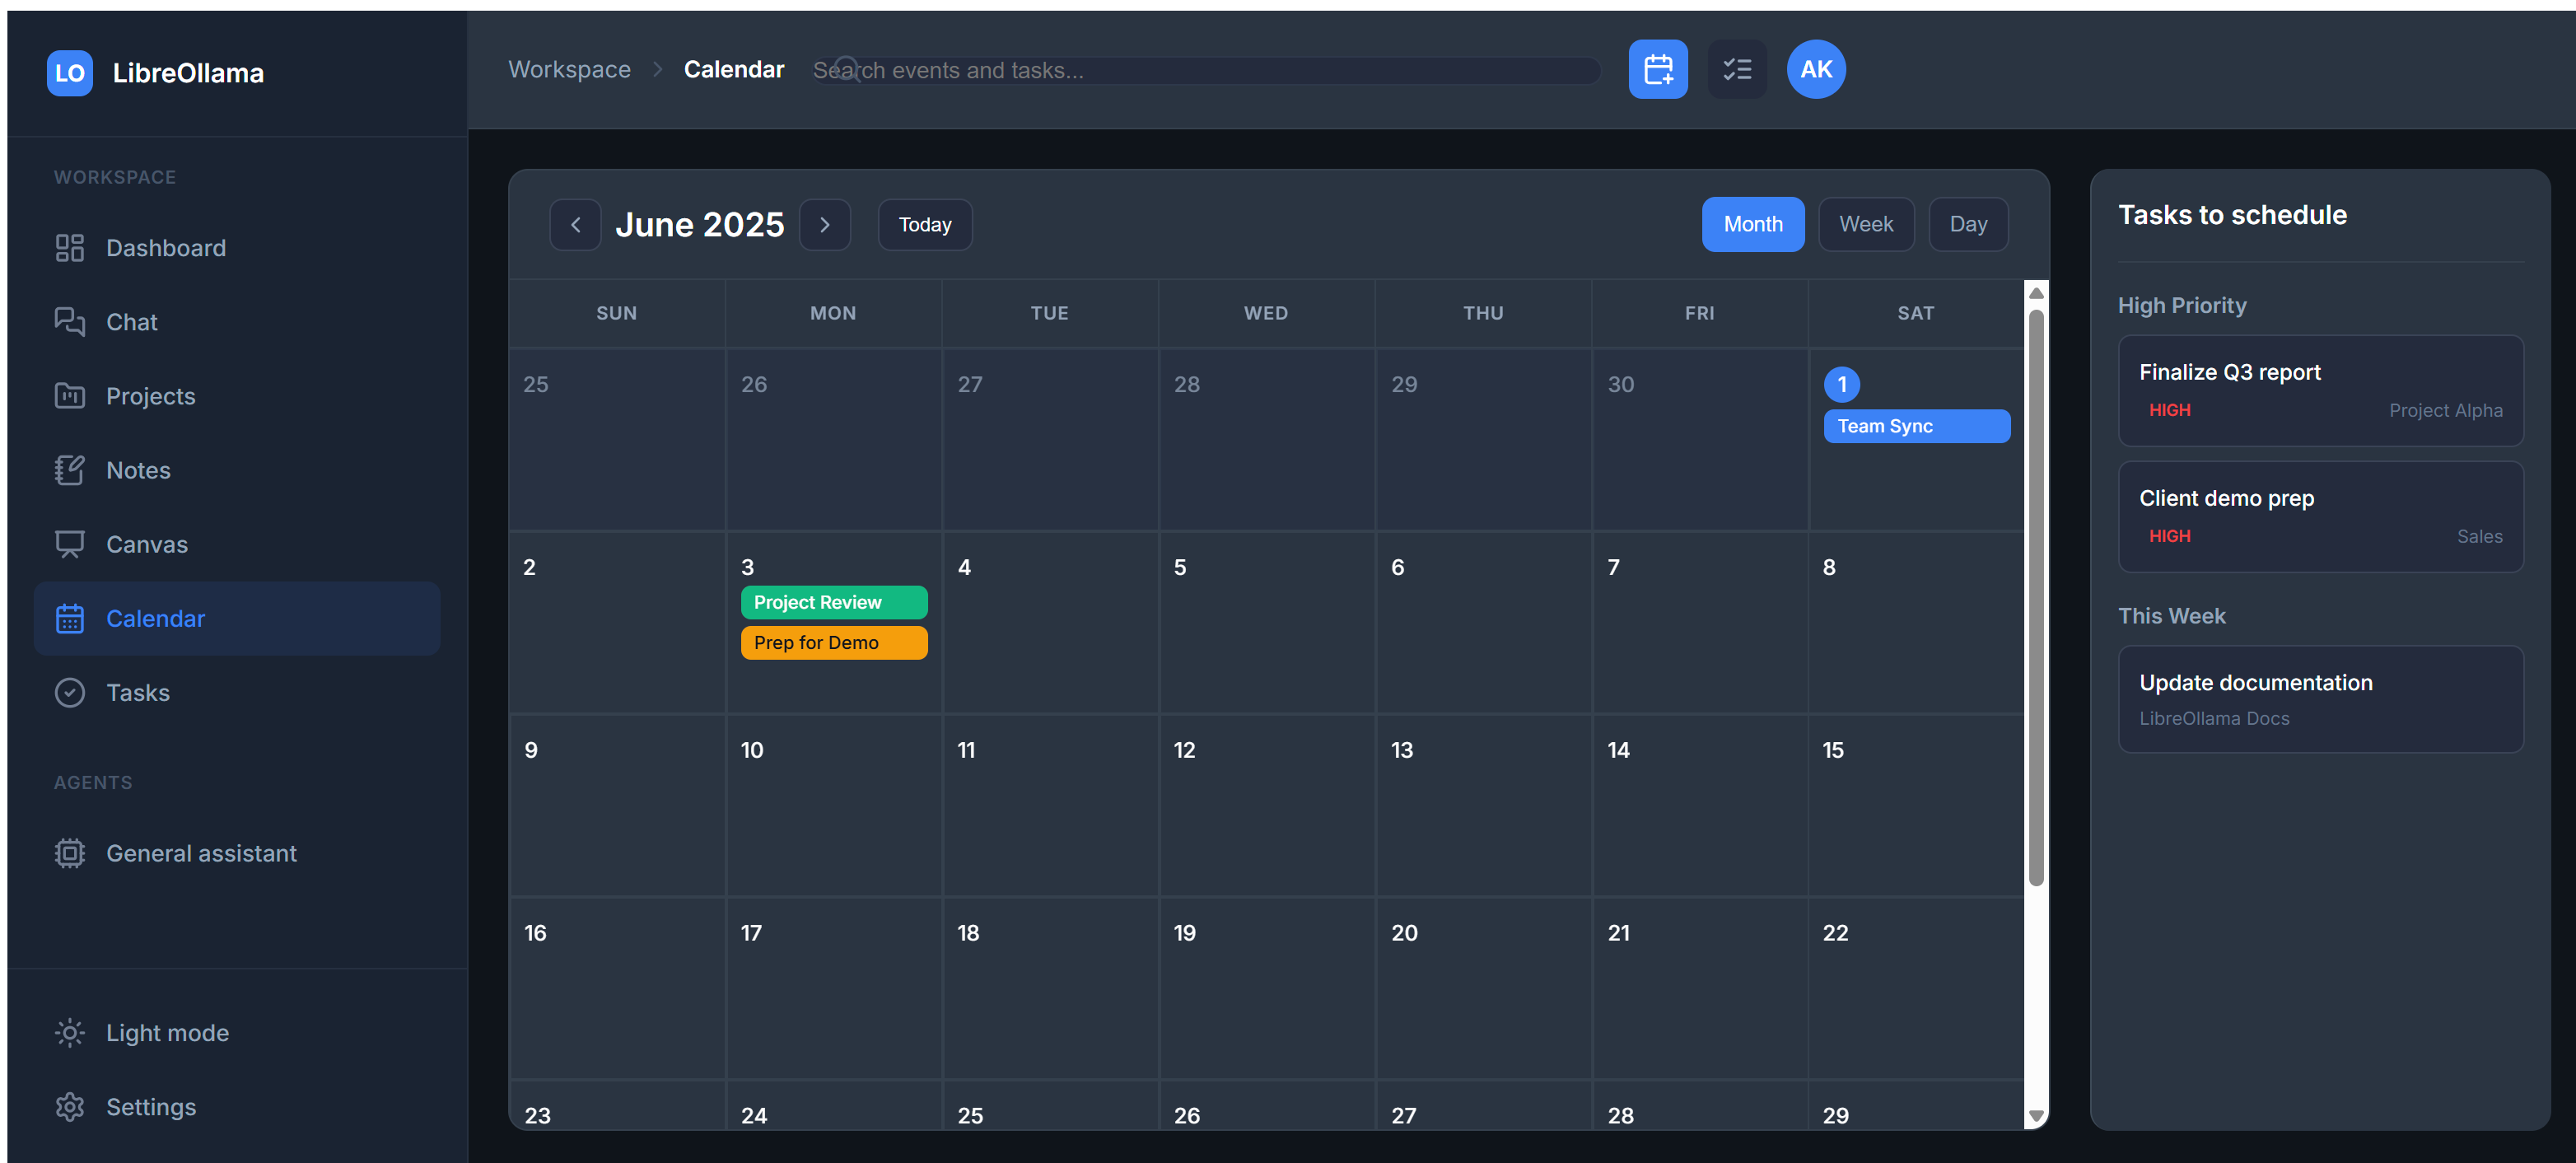 LO LibreOllama
WORKSPACE
Dashboard
Chat
Projects
Notes
Canvas
Calendar
Tasks
AGENTS
General assistant
Light mode
Settings
Workspace Calendar Search events and tasks... AK
June 2025 Today Month Week Day
SUN MON TUE WED THU FRI SAT
25 26 27 28 29 30 1
Team Sync
2 3 4 5 6 7 8
Project Review
Prep for Demo
9 10 11 12 13 14 15
16 17 18 19 20 21 22
23 24 25 26 27 28 29
Tasks to schedule
High Priority
Finalize Q3 report
HIGH Project Alpha
Client demo prep
HIGH Sales
This Week
Update documentation
LibreOllama Docs